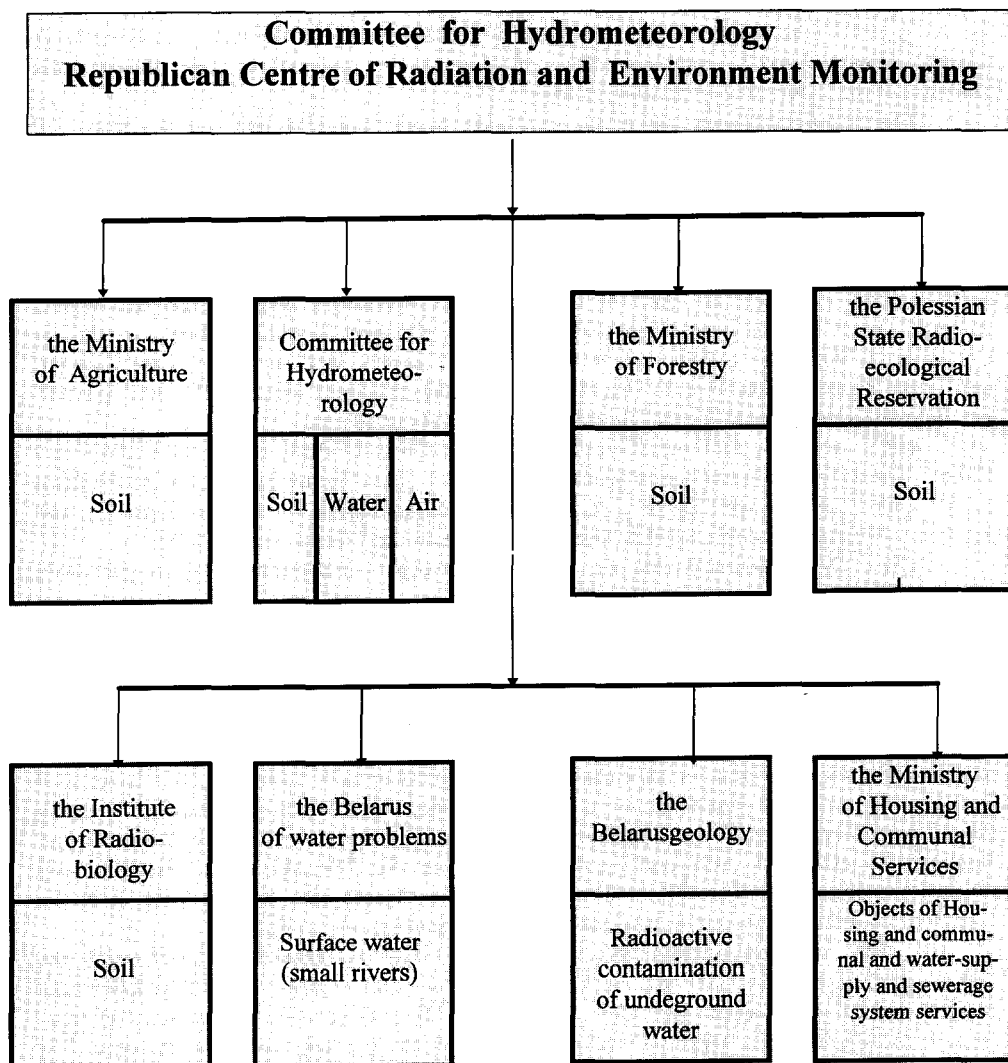 Committee for Hydrometeorology
Republican Centre of Radiation and Environment Monitoring
the Ministry
of Agriculture
Soil
Committee for
Hydrometeo-
rology
Soil
Water
Air
the Ministry
of Forestry
Soil
the Polessian
State Radio-
ecological
Reservation
Soil
the Institute
of Radio-
biology
Soil
the Belarus
of water problems
Surface water
(small rivers)
the
Belarusgeology
Radioactive
contamination
of undeground
water
the Ministry
of Housing and
Communal
Services
Objects of Hou-
sing and commu-
nal and water-sup-
ply and sewerage
system services